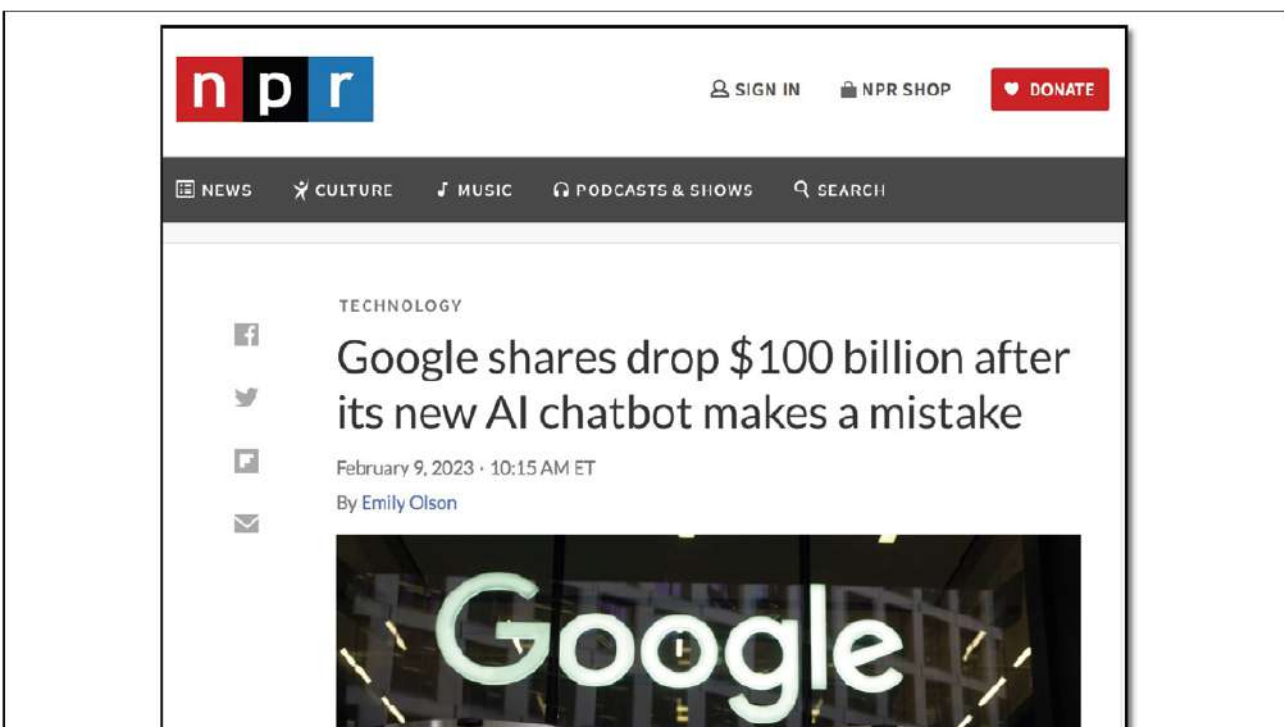 npr
SIGN IN NPR SHOP DONATE
NEWS CULTURE MUSIC PODCASTS & SHOWS SEARCH
TECHNOLOGY
Google shares drop $100 billion after
its new AI chatbot makes a mistake
February 9, 2023 · 10:15 AM ET
By Emily Olson
Google